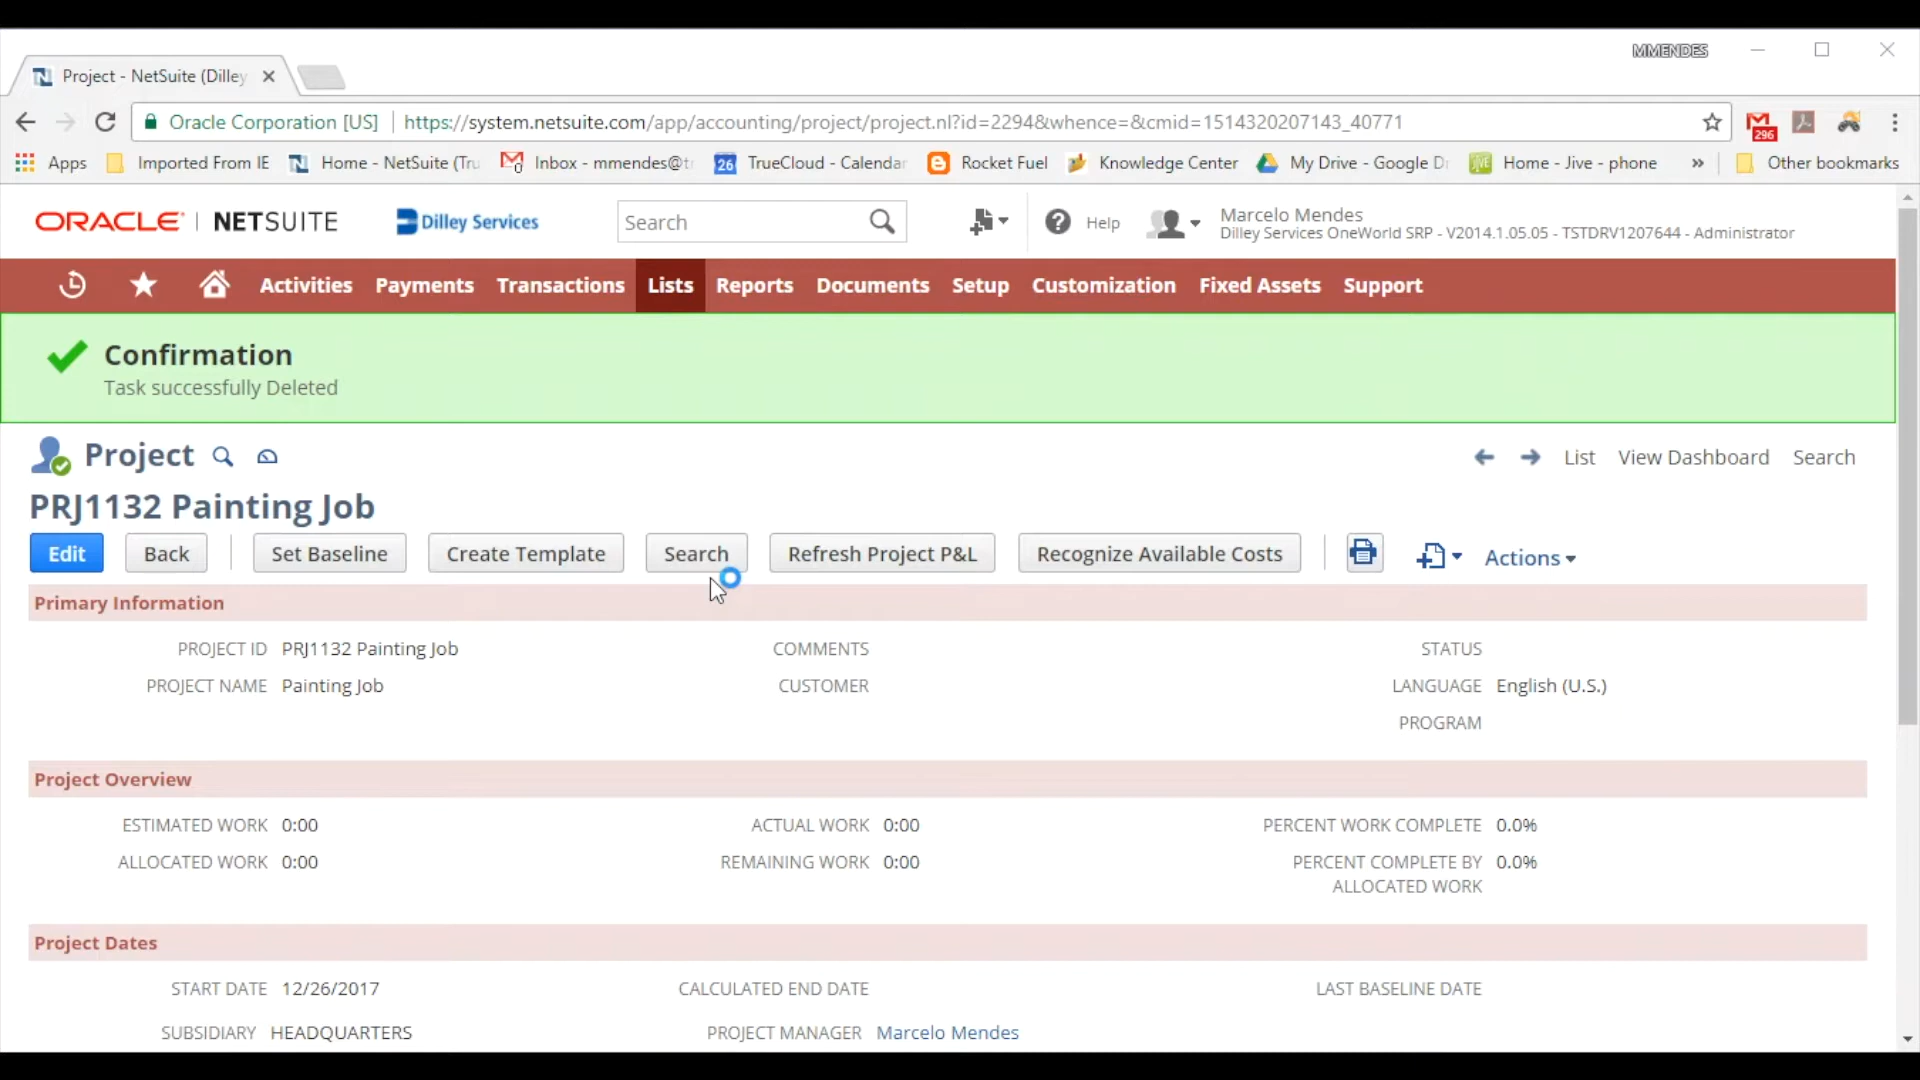 MMENDES
Project - NetSuite (Dilley
Oracle Corporation [US] https://system.netsuite.com/app/accounting/project/project.nl?id=2294&whence=&cmid=1514320207143_40771
296
Apps Imported From IE Home - NetSuite (Tru Inbox - mmendes@t 26 TrueCloud - Calendar Rocket Fuel Knowledge Center My Drive - Google Dr Home - Jive - phone » Other bookmarks
ORACLE | NETSUITE Dilley Services Search Help Marcelo Mendes
Dilley Services OneWorld SRP - V2014.1.05.05 - TSTDRV1207644 - Administrator
Activities Payments Transactions Lists Reports Documents Setup Customization Fixed Assets Support
Confirmation
Task successfully Deleted
Project List View Dashboard Search
PRJ1132 Painting Job
Edit Back Set Baseline Create Template Search Refresh Project P&L Recognize Available Costs Actions
Primary Information
PROJECT ID PRJ1132 Painting Job COMMENTS STATUS
PROJECT NAME Painting Job CUSTOMER LANGUAGE English (U.S.)
PROGRAM
Project Overview
ESTIMATED WORK 0:00 ACTUAL WORK 0:00 PERCENT WORK COMPLETE 0.0%
ALLOCATED WORK 0:00 REMAINING WORK 0:00 PERCENT COMPLETE BY 0.0%
ALLOCATED WORK
Project Dates
START DATE 12/26/2017 CALCULATED END DATE LAST BASELINE DATE
SUBSIDIARY HEADQUARTERS PROJECT MANAGER Marcelo Mendes